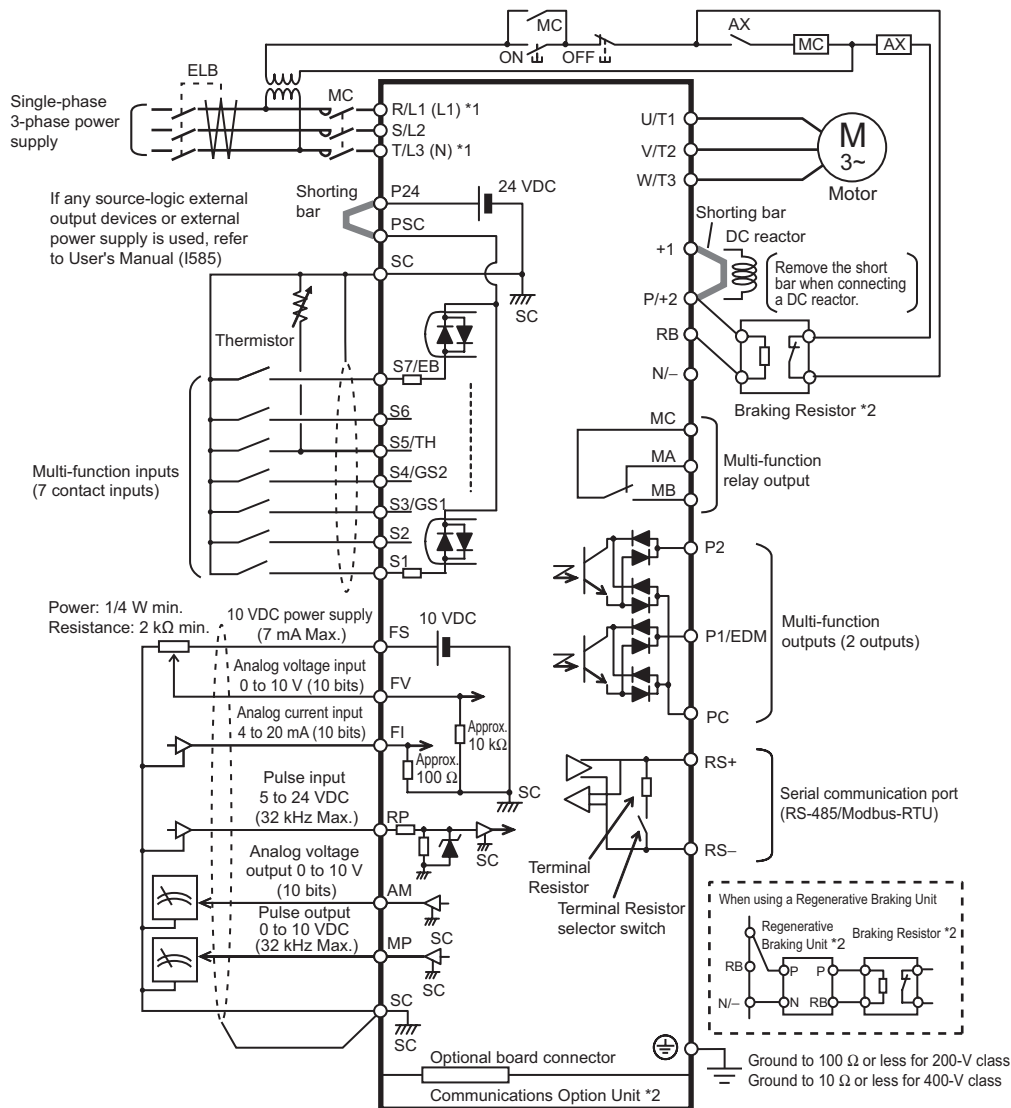 MC
ON
OFF
AX
MC
AX
ELB
Single-phase
3-phase power
supply
MC
R/L1 (L1) *1
S/L2
T/L3 (N) *1
U/T1
V/T2
W/T3
M
3~
Motor
If any source-logic external
output devices or external
power supply is used, refer
to User's Manual (I585)
Shorting
bar
P24
24 VDC
PSC
SC
SC
Shorting bar
DC reactor
+1
P/+2
Remove the short
bar when connecting
a DC reactor.
RB
N/−
Braking Resistor *2
Thermistor
S7/EB
S6
S5/TH
S4/GS2
S3/GS1
S2
S1
Multi-function inputs
(7 contact inputs)
MC
MA
MB
Multi-function
relay output
P2
P1/EDM
PC
Multi-function
outputs (2 outputs)
Power: 1/4 W min.
Resistance: 2 kΩ min.
10 VDC power supply
(7 mA Max.)
FS
10 VDC
Analog voltage input
0 to 10 V (10 bits)
FV
Analog current input
4 to 20 mA (10 bits)
FI
Approx.
10 kΩ
Approx.
100 Ω
SC
Pulse input
5 to 24 VDC
(32 kHz Max.)
RP
SC
Analog voltage
output 0 to 10 V
(10 bits)
AM
SC
Pulse output
0 to 10 VDC
(32 kHz Max.)
MP
SC
SC
SC
RS+
RS−
Serial communication port
(RS-485/Modbus-RTU)
Terminal
Resistor
Terminal Resistor
selector switch
When using a Regenerative Braking Unit
Regenerative
Braking Unit *2
Braking Resistor *2
RB
N/−
P
P
N
RB
Optional board connector
Communications Option Unit *2
Ground to 100 Ω or less for 200-V class
Ground to 10 Ω or less for 400-V class